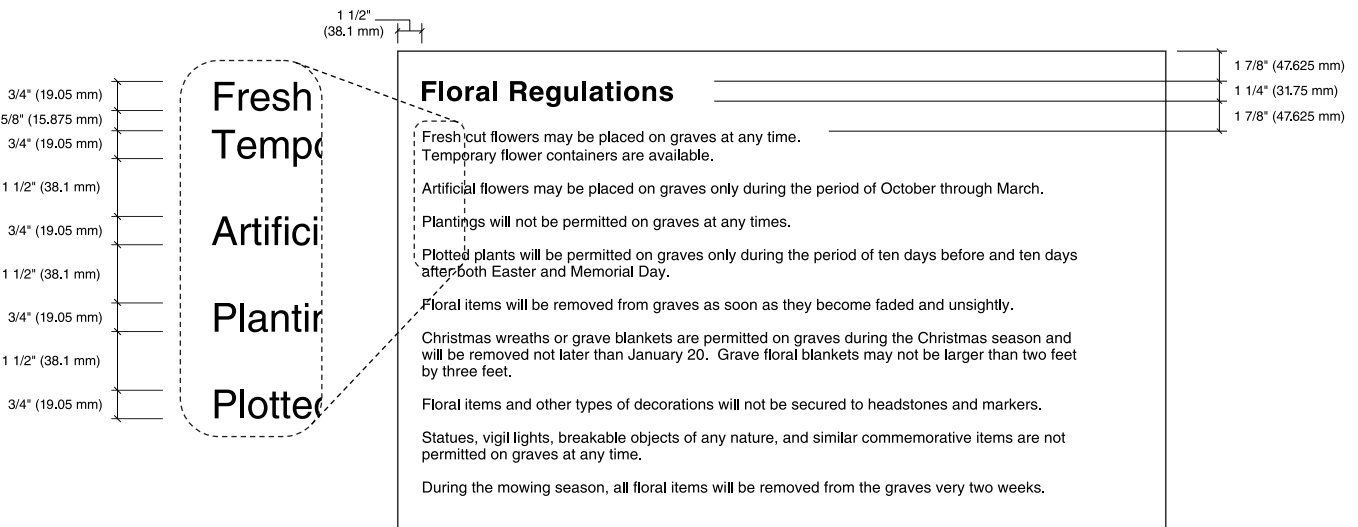 1 1/2"
(38.1 mm)
3/4" (19.05 mm)
5/8" (15.875 mm)
3/4" (19.05 mm)
1 1/2" (38.1 mm)
3/4" (19.05 mm)
1 1/2" (38.1 mm)
3/4" (19.05 mm)
1 1/2" (38.1 mm)
3/4" (19.05 mm)
Fresh
Tempo
Artifici
Plantin
Plotted
Floral Regulations
Fresh cut flowers may be placed on graves at any time.
Temporary flower containers are available.
Artificial flowers may be placed on graves only during the period of October through March.
Plantings will not be permitted on graves at any times.
Plotted plants will be permitted on graves only during the period of ten days before and ten days
after both Easter and Memorial Day.
Floral items will be removed from graves as soon as they become faded and unsightly.
Christmas wreaths or grave blankets are permitted on graves during the Christmas season and
will be removed not later than January 20.  Grave floral blankets may not be larger than two feet
by three feet.
Floral items and other types of decorations will not be secured to headstones and markers.
Statues, vigil lights, breakable objects of any nature, and similar commemorative items are not
permitted on graves at any time.
During the mowing season, all floral items will be removed from the graves very two weeks.
1 7/8" (47.625 mm)
1 1/4" (31.75 mm)
1 7/8" (47.625 mm)